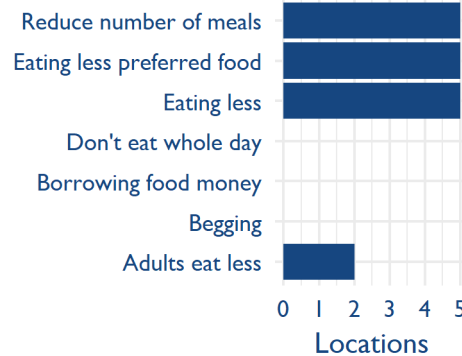 Reduce number of meals
Eating less preferred food
Eating less
Don't eat whole day
Borrowing food money
Begging
Adults eat less
0 1 2 3 4 5
Locations